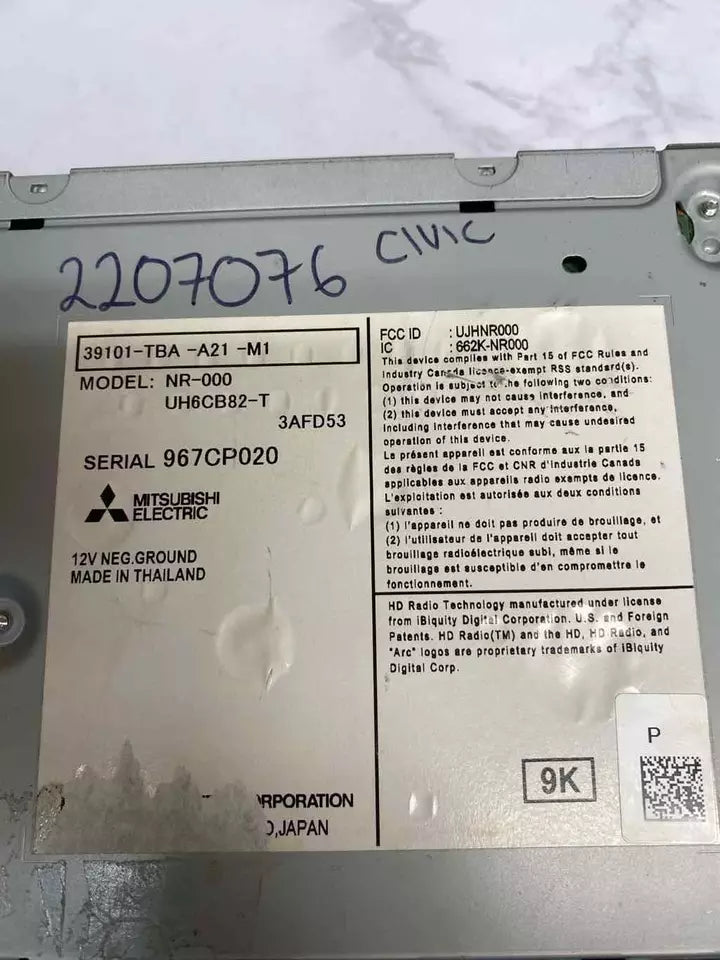 2207076 CIVIC
39101-TBA -A21 -M1
MODEL: NR-000
UH6CB82-T
3AFD53
SERIAL 967CP020
MITSUBISHI
ELECTRIC
12V NEG.GROUND
MADE IN THAILAND
,JAPAN
FCC ID : UJHNR000
IC : 662K-NR000
This device complies with Part 15 of FCC Rules and
Industry Canada licence-exempt RSS standard(s).
Operation is subject to the following two conditions:
(1) this device may not cause interference, and
(2) this device must accept any interference,
including interference that may cause undesired
operation of this device.
Le présent appareil est conforme aux la partie 15
des règles de la FCC et CNR d'Industrie Canada
applicables aux appareils radio exempts de licence.
L'exploitation est autorisée aux deux conditions
suivantes :
(1) l'appareil ne doit pas produire de brouillage, et
(2) l'utilisateur de l'appareil doit accepter tout
brouillage radioélectrique subi, même si le
brouillage est susceptible d'en compromettre le
fonctionnement.
HD Radio Technology manufactured under license
from iBiquity Digital Corporation. U.S. and Foreign
Patents. HD Radio(TM) and the HD, HD Radio, and
"Arc" logos are proprietary trademarks of iBiquity
Digital Corp.
9K
P